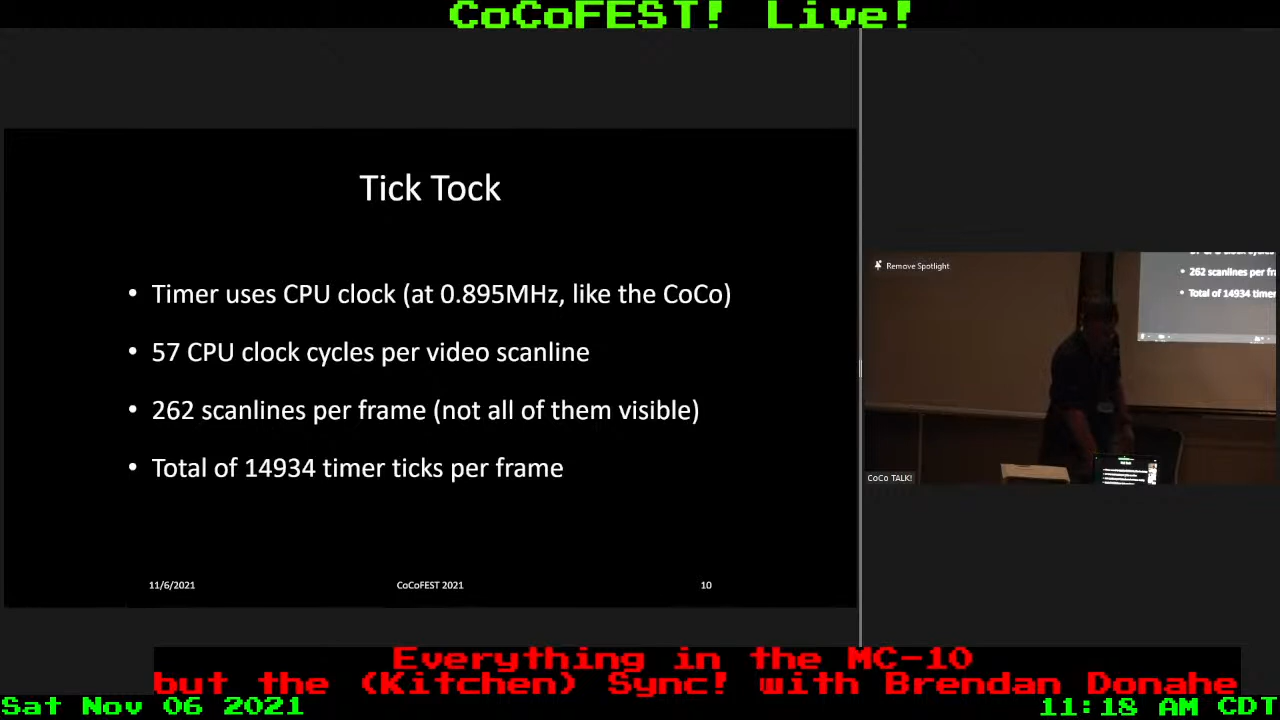 CoCoFEST! Live!
Tick Tock
• Timer uses CPU clock (at 0.895MHz, like the CoCo)
• 57 CPU clock cycles per video scanline
• 262 scanlines per frame (not all of them visible)
• Total of 14934 timer ticks per frame
11/6/2021
CoCoFEST 2021
10
Remove Spotlight
• 262 scanlines per fra
• Total of 14934 timer
CoCo TALK!
Everything in the MC-10
but the (Kitchen) Sync! with Brendan Donahe
Sat Nov 06 2021
11:18 AM CDT